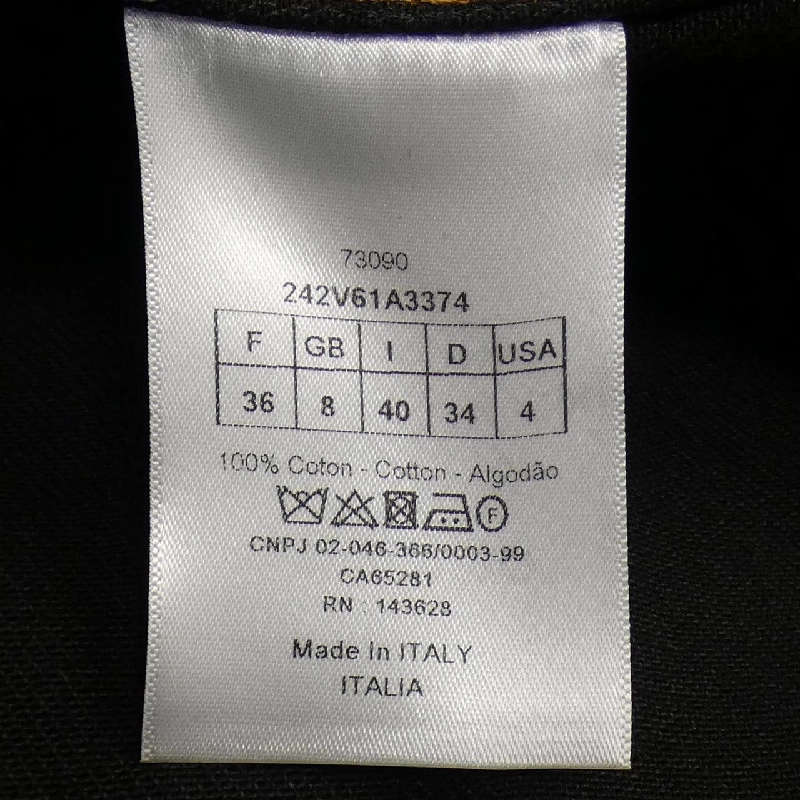 73090
242V61A3374
F GB I D USA
36 8 40 34 4
100% Coton - Cotton - Algodão
F
CNPJ 02-046-366/0003-99
CA65281
RN : 143628
Made In ITALY
ITALIA